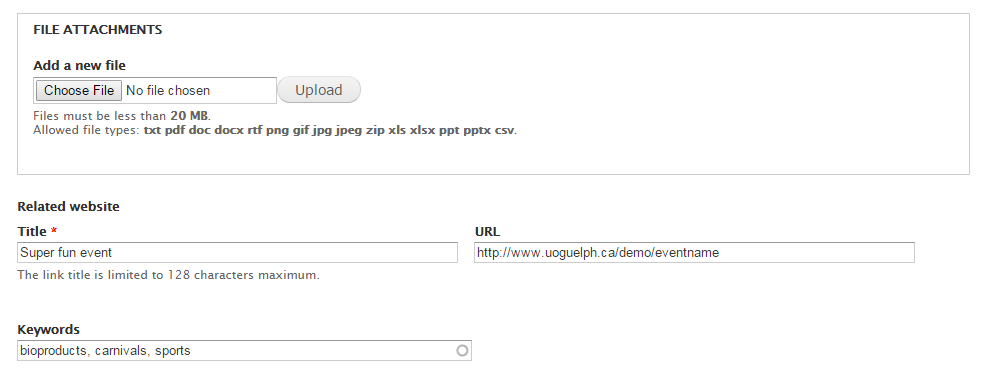 FILE ATTACHMENTS
Add a new file
Choose File No file chosen Upload
Files must be less than 20 MB.
Allowed file types: txt pdf doc docx rtf png gif jpg jpeg zip xls xlsx ppt pptx csv.
Related website
Title * URL
Super fun event http://www.uoguelph.ca/demo/eventname
The link title is limited to 128 characters maximum.
Keywords
bioproducts, carnivals, sports